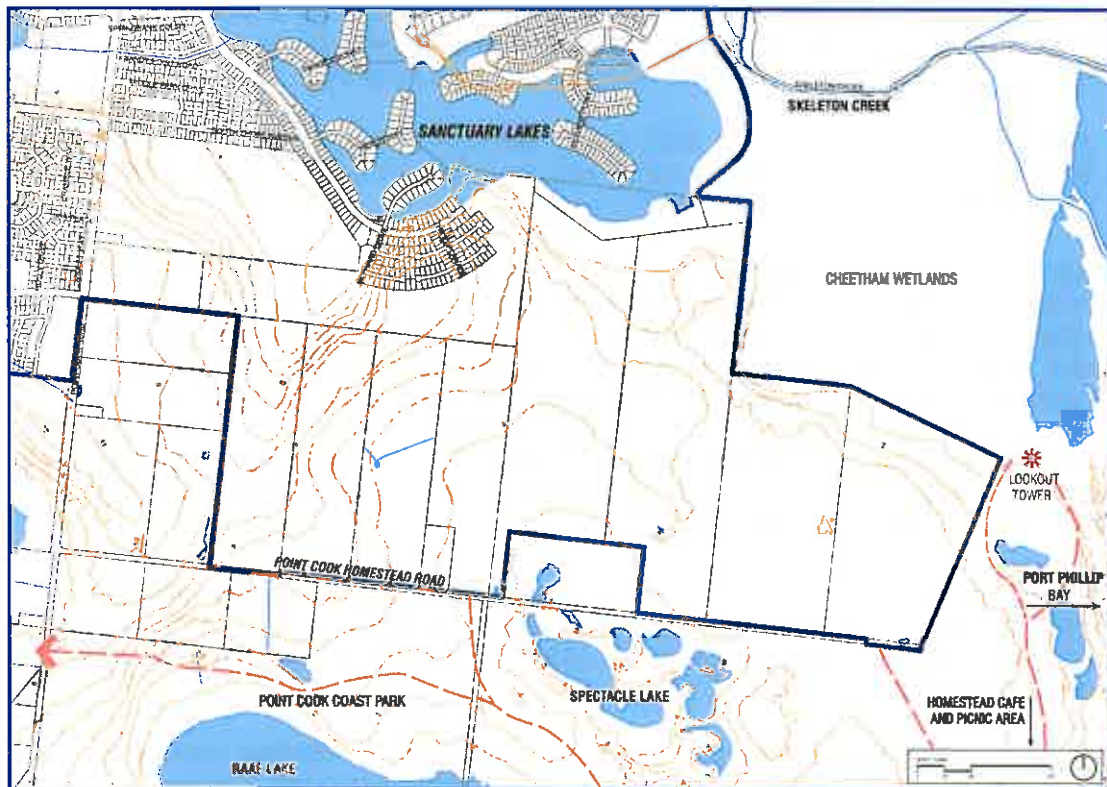 SKELETON CREEK
SANCTUARY LAKES
CHEETHAM WETLANDS
LOOKOUT
TOWER
POINT COOK HOMESTEAD ROAD
PORT PHILLIP
BAY
SPECTACLE LAKE
POINT COOK COAST PARK
HOMESTEAD CAFE
AND PICNIC AREA
RAAF LAKE